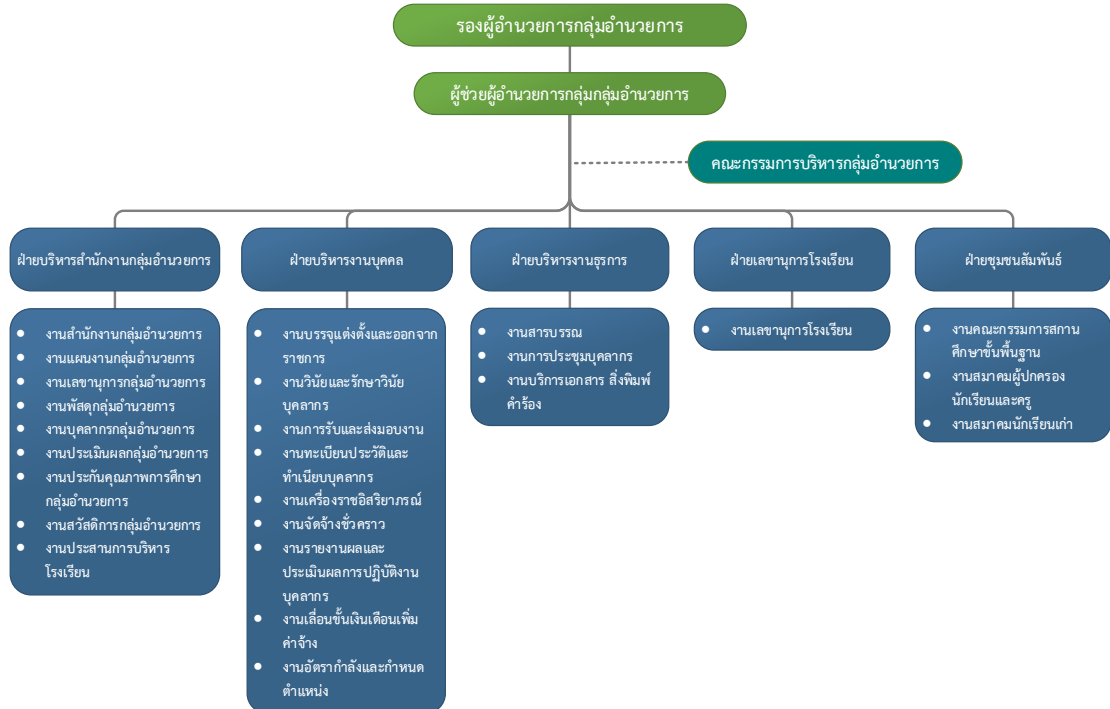 รองผู้อำนวยการกลุ่มอำนวยการ
ผู้ช่วยผู้อำนวยการกลุ่มกลุ่มอำนวยการ
คณะกรรมการบริหารกลุ่มอำนวยการ
ฝ่ายบริหารสำนักงานกลุ่มอำนวยการ
งานสำนักงานกลุ่มอำนวยการ
งานแผนงานกลุ่มอำนวยการ
งานเลขานุการกลุ่มอำนวยการ
งานพัสดุกลุ่มอำนวยการ
งานบุคลากรกลุ่มอำนวยการ
งานประเมินผลกลุ่มอำนวยการ
งานประกันคุณภาพการศึกษา
กลุ่มอำนวยการ
งานสวัสดิการกลุ่มอำนวยการ
งานประสานการบริหาร
โรงเรียน
ฝ่ายบริหารงานบุคคล
งานบรรจุแต่งตั้งและออกจาก
ราชการ
งานวินัยและรักษาวินัย
บุคลากร
งานการรับและส่งมอบงาน
งานทะเบียนประวัติและ
ทำเนียบบุคลากร
งานเครื่องราชอิสริยาภรณ์
งานจัดจ้างชั่วคราว
งานรายงานผลและ
ประเมินผลการปฏิบัติงาน
บุคลากร
งานเลื่อนขั้นเงินเดือนเพิ่ม
ค่าจ้าง
งานอัตรากำลังและกำหนด
ตำแหน่ง
ฝ่ายบริหารงานธุรการ
งานสารบรรณ
งานการประชุมบุคลากร
งานบริการเอกสาร สิ่งพิมพ์
คำร้อง
ฝ่ายเลขานุการโรงเรียน
งานเลขานุการโรงเรียน
ฝ่ายชุมชนสัมพันธ์
งานคณะกรรมการสถาน
ศึกษาขั้นพื้นฐาน
งานสมาคมผู้ปกครอง
นักเรียนและครู
งานสมาคมนักเรียนเก่า